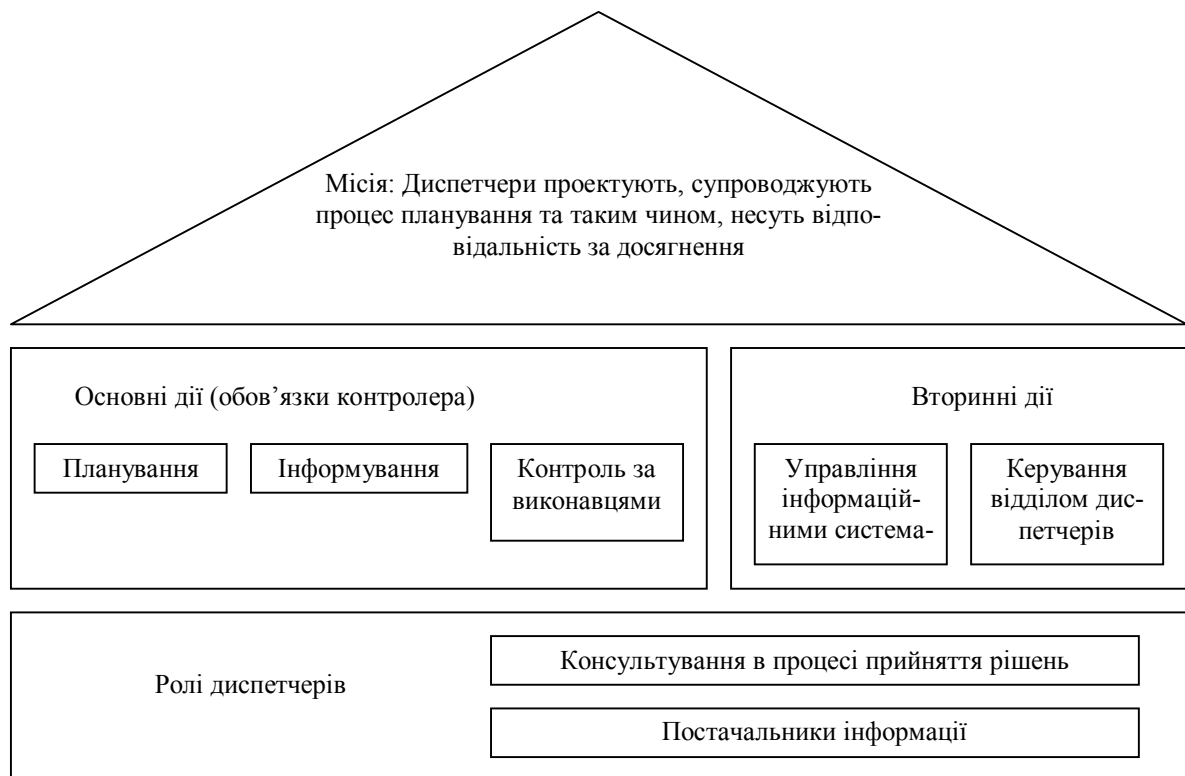 Місія: Диспетчери проектують, супроводжують
процес планування та таким чином, несуть відпо-
відальність за досягнення
Основні дії (обов’язки контролера)
Планування
Інформування
Контроль за
виконавцями
Вторинні дії
Управління
інформацій-
ними система-
Керування
відділом дис-
петчерів
Ролі диспетчерів
Консультування в процесі прийняття рішень
Постачальники інформації